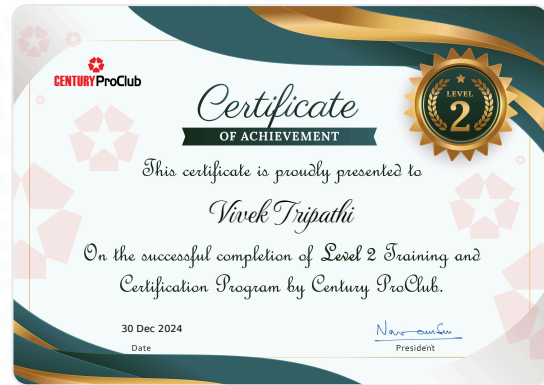 CENTURY ProClub
Certificate
OF ACHIEVEMENT
LEVEL
2
This certificate is proudly presented to
Vivek Tripathi
On the successful completion of Level 2 Training and
Certification Program by Century ProClub.
30 Dec 2024
Date
President